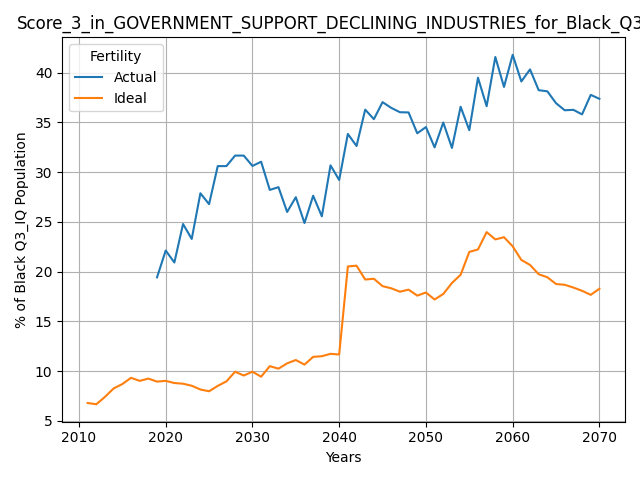 Score_3_in_GOVERNMENT_SUPPORT_DECLINING_INDUSTRIES_for_Black_Q3
Fertility
Actual
Ideal
% of Black Q3_IQ Population
40
35
30
25
20
15
10
5
2010 2020 2030 2040 2050 2060 2070
Years